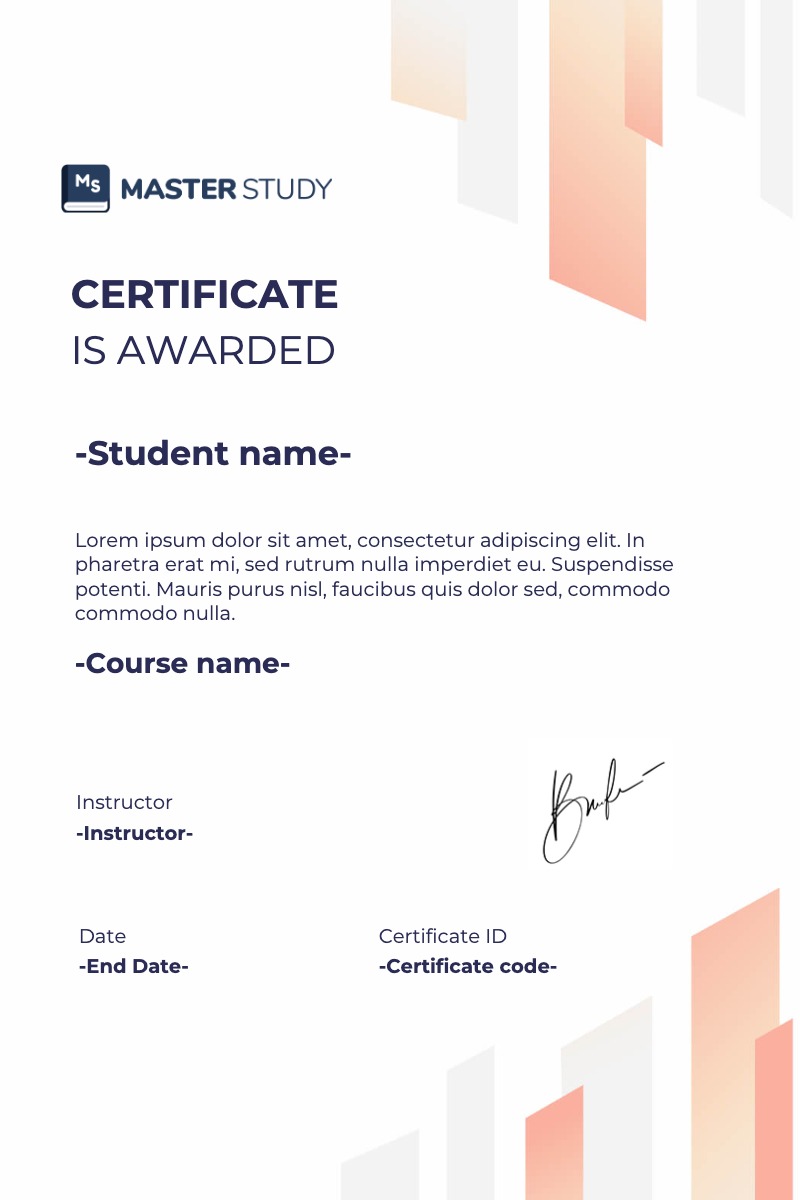 MS MASTER STUDY
CERTIFICATE
IS AWARDED
-Student name-
Lorem ipsum dolor sit amet, consectetur adipiscing elit. In
pharetra erat mi, sed rutrum nulla imperdiet eu. Suspendisse
potenti. Mauris purus nisl, faucibus quis dolor sed, commodo
commodo nulla.
-Course name-
Instructor
-Instructor-
Date
-End Date-
Certificate ID
-Certificate code-